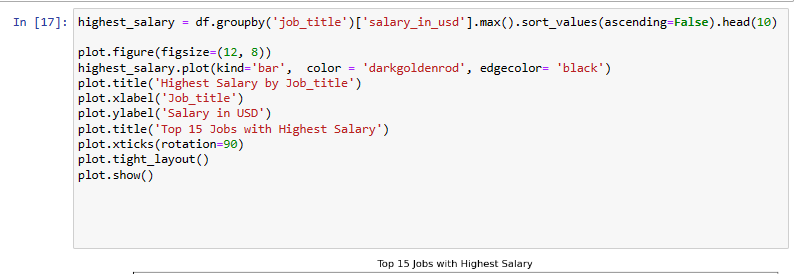 In [17]: highest_salary = df.groupby('job_title')['salary_in_usd'].max().sort_values(ascending=False).head(10)
plot.figure(figsize=(12, 8))
highest_salary.plot(kind='bar',  color = 'darkgoldenrod', edgecolor= 'black')
plot.title('Highest Salary by Job_title')
plot.xlabel('Job_title')
plot.ylabel('Salary in USD')
plot.title('Top 15 Jobs with Highest Salary')
plot.xticks(rotation=90)
plot.tight_layout()
plot.show()
Top 15 Jobs with Highest Salary